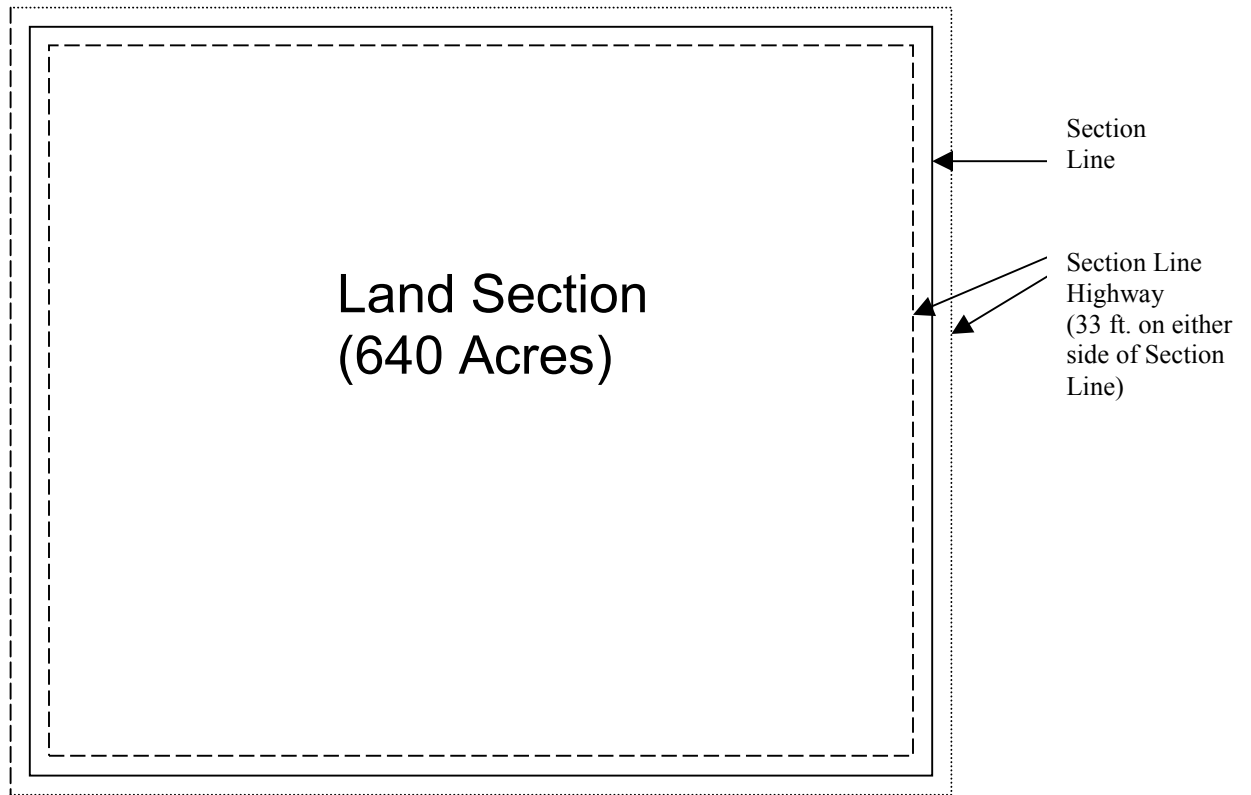 Section
Line
Land Section
(640 Acres)
Section Line
Highway
(33 ft. on either
side of Section
Line)